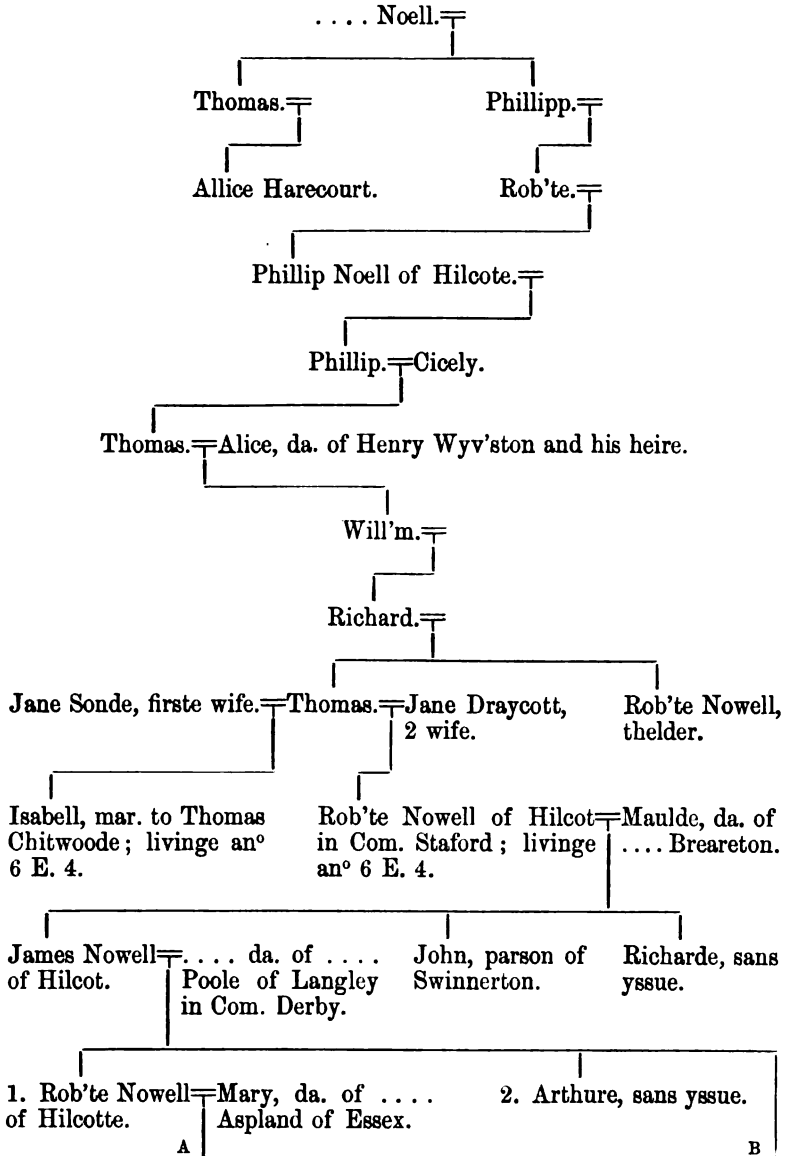 .... Noell.
Thomas. Phillipp.
Allice Harecourt. Rob'te.
Phillip Noell of Hilcote.
Phillip. Cicely.
Thomas. Alice, da. of Henry Wyv'ston and his heire.
Will'm.
Richard.
Jane Sonde, firste wife. Thomas. Jane Draycott,
2 wife.
Rob'te Nowell,
thelder.
Isabell, mar. to Thomas
Chitwoode; livinge anº
6 E. 4.
Rob'te Nowell of Hilcot
in Com. Staford; livinge
anº 6 E. 4.
Maulde, da. of
.... Breareton.
James Nowell
of Hilcot.
.... da. of ....
Poole of Langley
in Com. Derby.
John, parson of
Swinnerton.
Richarde, sans
yssue.
1. Rob'te Nowell
of Hilcotte.
Mary, da. of ....
Aspland of Essex.
2. Arthure, sans yssue.
A B